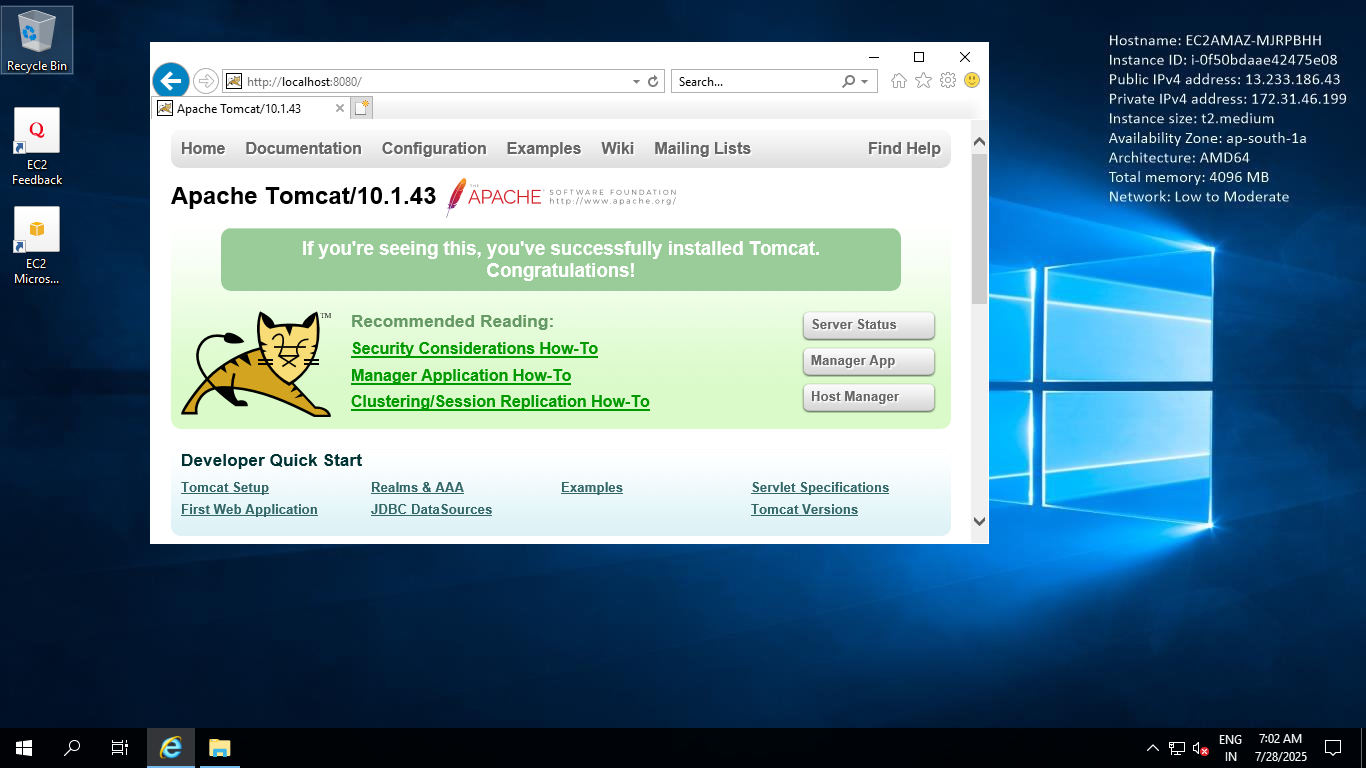 Recycle Bin
EC2
Feedback
EC2
Micros...
Hostname: EC2AMAZ-MJRPBHH
Instance ID: i-0f50bdaae42475e08
Public IPv4 address: 13.233.186.43
Private IPv4 address: 172.31.46.199
Instance size: t2.medium
Availability Zone: ap-south-1a
Architecture: AMD64
Total memory: 4096 MB
Network: Low to Moderate
http://localhost:8080/
Search...
Apache Tomcat/10.1.43
Home Documentation Configuration Examples Wiki Mailing Lists Find Help
Apache Tomcat/10.1.43
THE
APACHE SOFTWARE FOUNDATION
http://www.apache.org/
If you're seeing this, you've successfully installed Tomcat.
Congratulations!
TM
Recommended Reading:
Security Considerations How-To
Manager Application How-To
Clustering/Session Replication How-To
Server Status
Manager App
Host Manager
Developer Quick Start
Tomcat Setup Realms & AAA Examples Servlet Specifications
First Web Application JDBC DataSources Tomcat Versions
ENG
IN
7:02 AM
7/28/2025